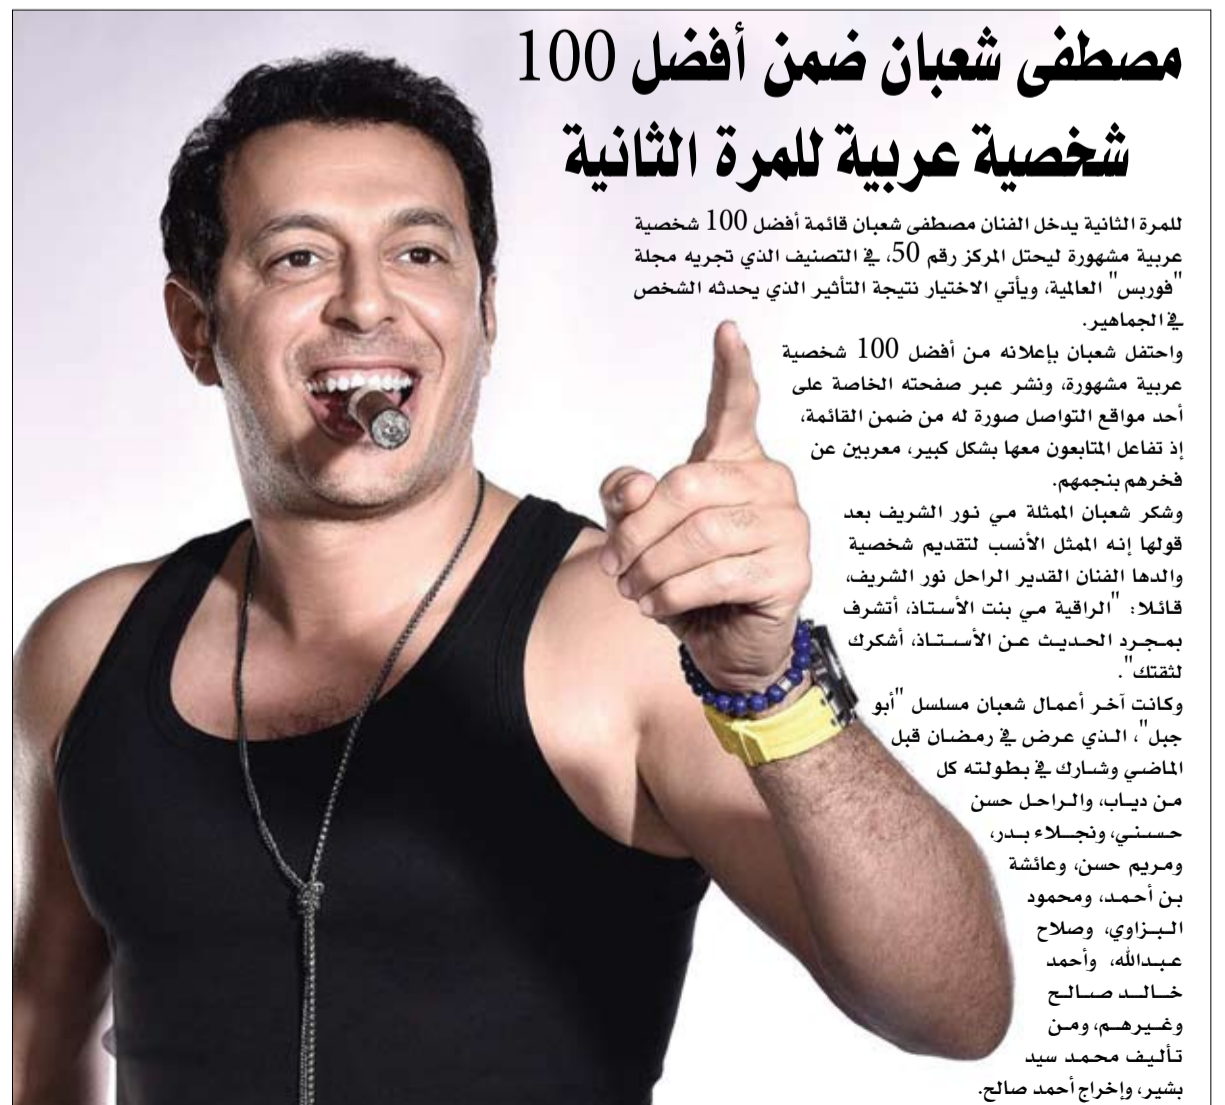 مصطفى شعبان ضمن أفضل 100
شخصية عربية للمرة الثانية
للمرة الثانية يدخل الفنان مصطفى شعبان قائمة أفضل 100 شخصية
عربية مشهورة ليحتل المركز رقم 50، في التصنيف الذي تجريه مجلة
"فوربس" العالمية، ويأتي الاختيار نتيجة التأثير الذي يحدثه الشخص
في الجماهير.
واحتفل شعبان بإعلانه من أفضل 100 شخصية
عربية مشهورة، ونشر عبر صفحته الخاصة على
أحد مواقع التواصل صورة له من ضمن القائمة،
إذ تفاعل المتابعون معها بشكل كبير، معربين عن
فخرهم بنجمهم.
وشكر شعبان الممثلة مي نور الشريف بعد
قولها إنه الممثل الأنسب لتقديم شخصية
والدها الفنان القدير الراحل نور الشريف،
قائلا: "الراقية مي بنت الأستاذ، أتشرف
بمجرد الحديث عن الأستاذ، أشكرك
لثقتك".
وكانت آخر أعمال شعبان مسلسل "أبو
جبل"، الذي عرض في رمضان قبل
الماضي وشارك في بطولته كل
من دياب، والراحل حسن
حسني، ونجلاء بدر،
ومريم حسن، وعائشة
بن أحمد، ومحمود
البزاوي، وصلاح
عبدالله، وأحمد
خالد صالح
وغيرهم، ومن
تأليف محمد سيد
بشير، وإخراج أحمد صالح.